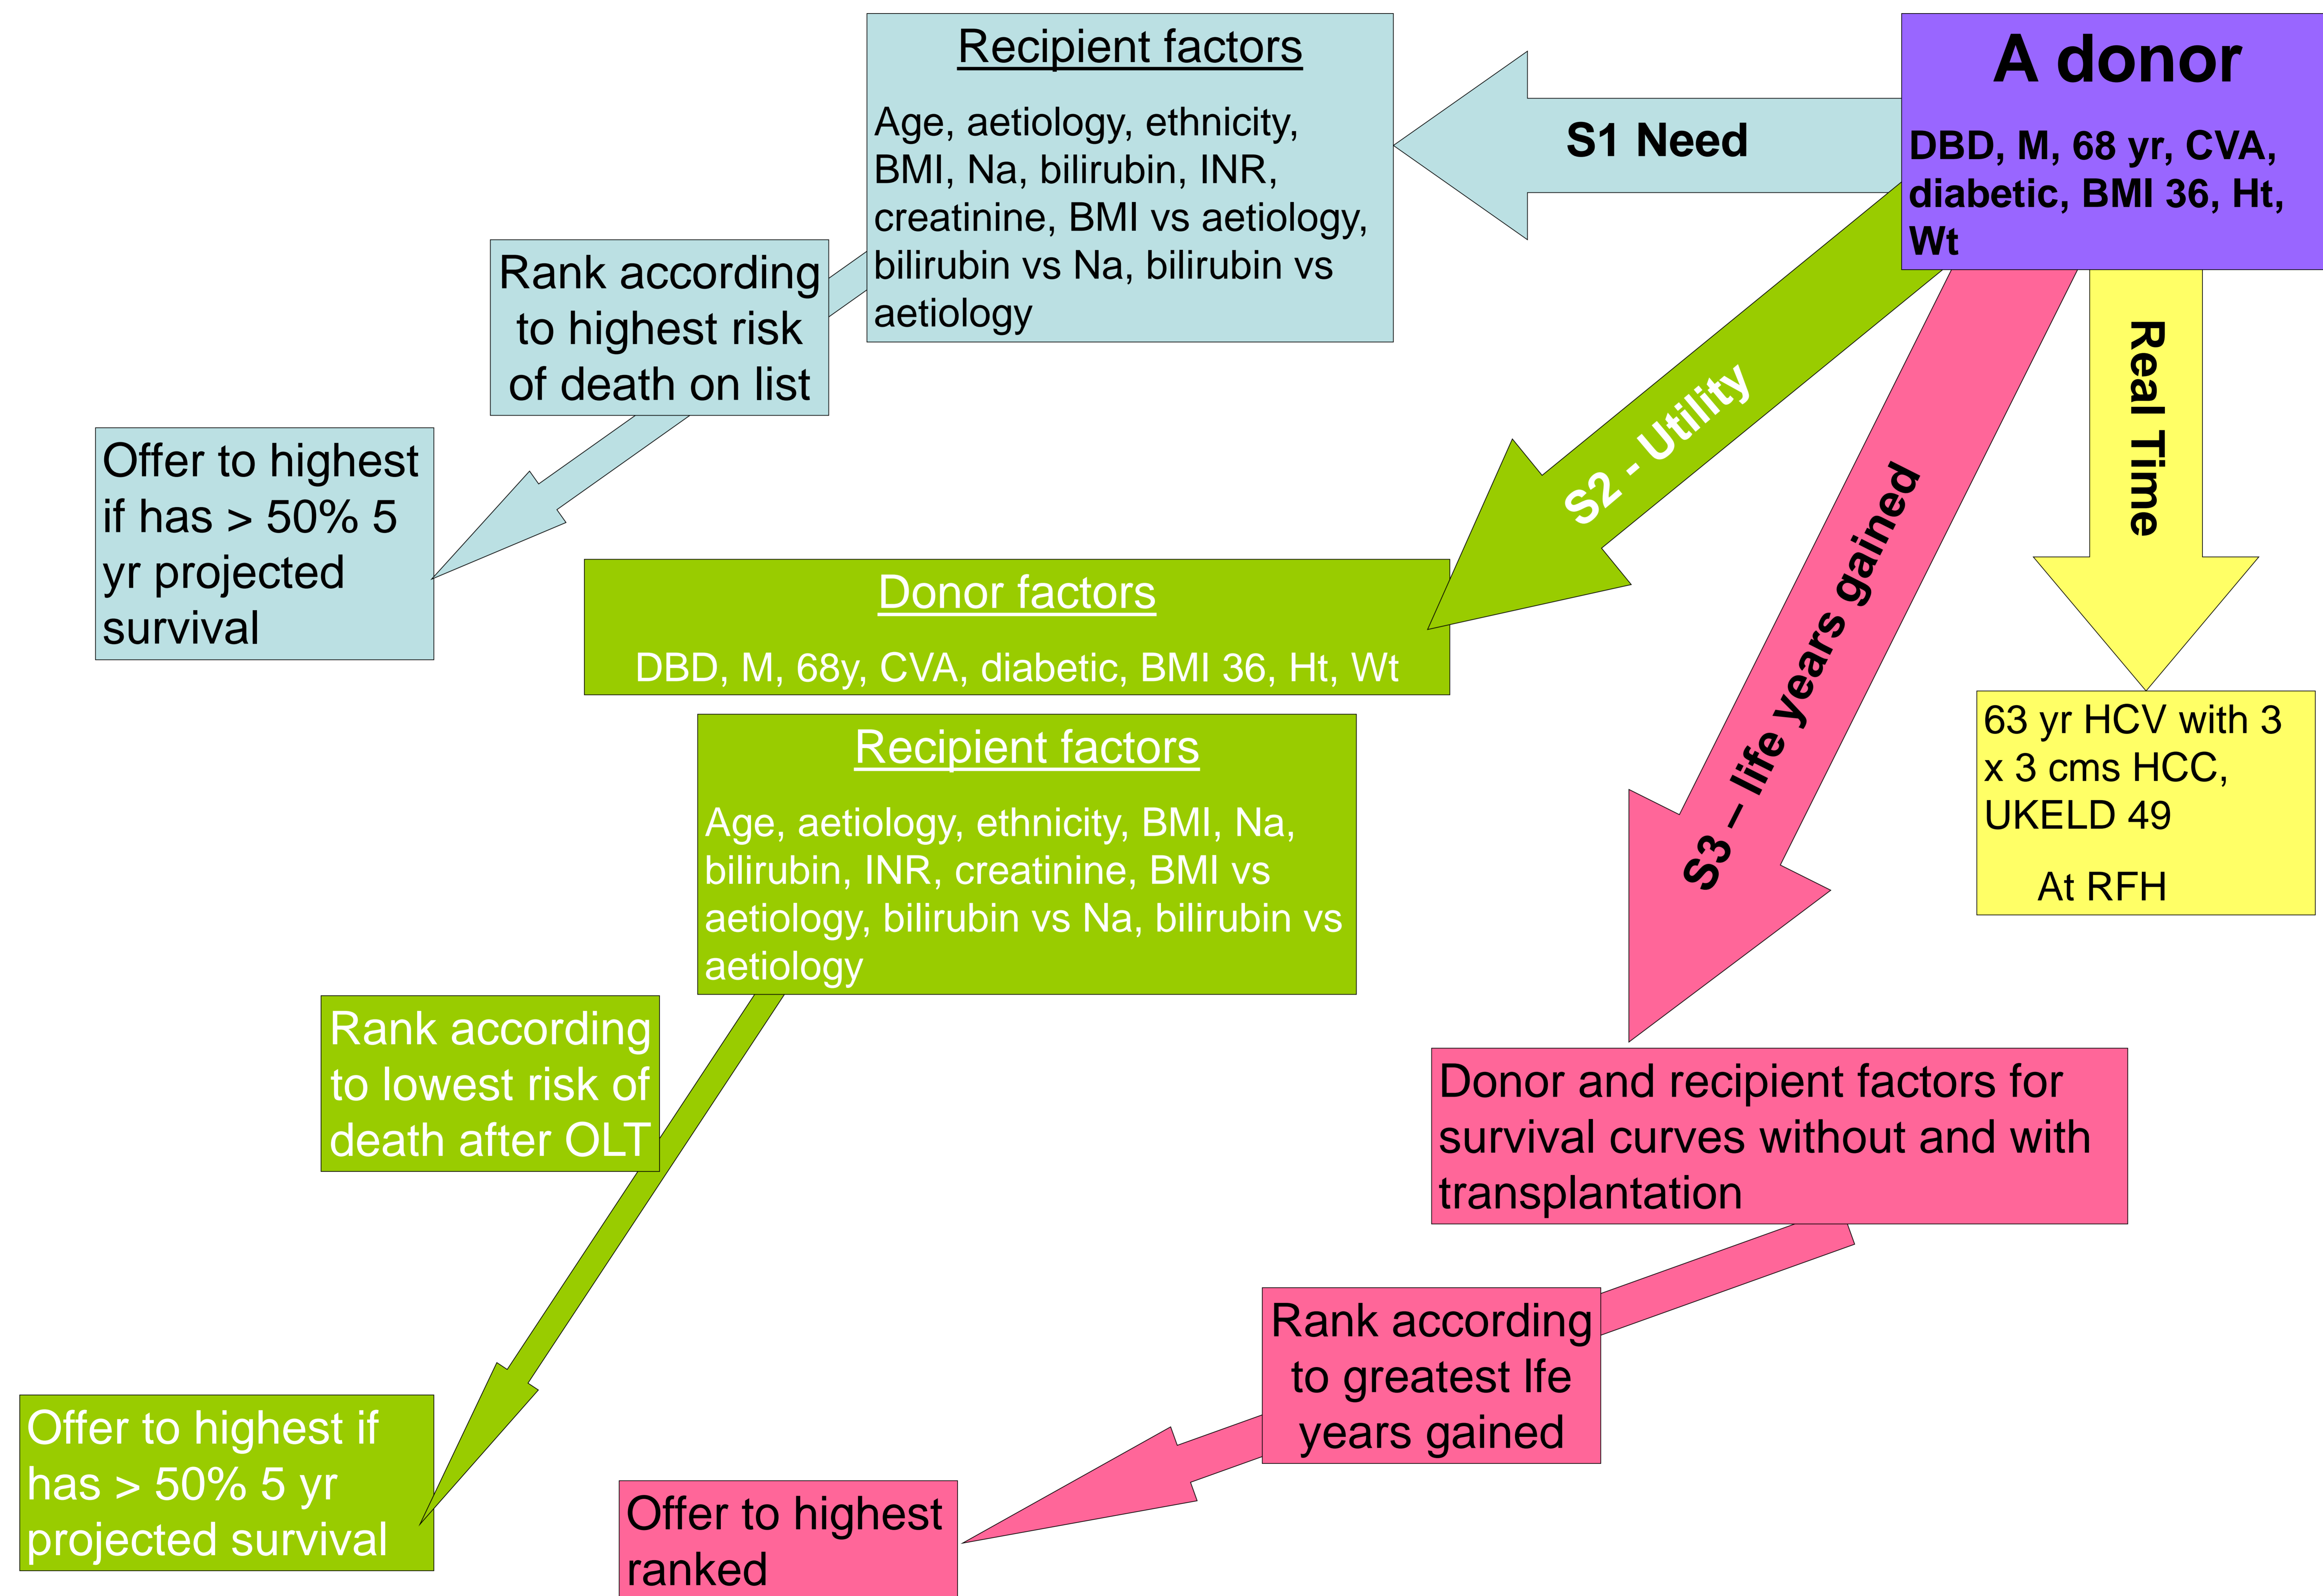 A donor
DBD, M, 68 yr, CVA,
diabetic, BMI 36, Ht,
Wt
S1 Need
Recipient factors
Age, aetiology, ethnicity,
BMI, Na, bilirubin, INR,
creatinine, BMI vs aetiology,
bilirubin vs Na, bilirubin vs
aetiology
Rank according
to highest risk
of death on list
Offer to highest
if has > 50% 5
yr projected
survival
S2 - Utility
Donor factors
DBD, M, 68y, CVA, diabetic, BMI 36, Ht, Wt
Recipient factors
Age, aetiology, ethnicity, BMI, Na,
bilirubin, INR, creatinine, BMI vs
aetiology, bilirubin vs Na, bilirubin vs
aetiology
Rank according
to lowest risk of
death after OLT
Offer to highest if
has > 50% 5 yr
projected survival
S3 – life years gained
Donor and recipient factors for
survival curves without and with
transplantation
Rank according
to greatest lfe
years gained
Offer to highest
ranked
Real Time
63 yr HCV with 3
x 3 cms HCC,
UKELD 49
At RFH